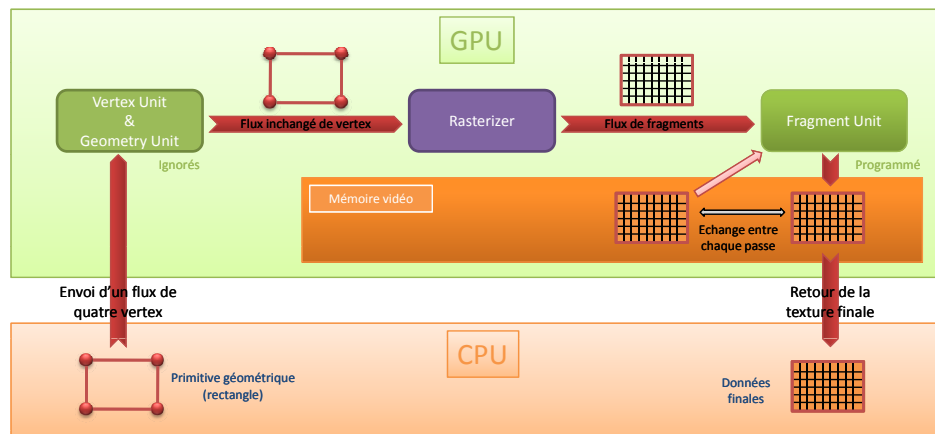 GPU
Vertex Unit
&
Geometry Unit
Ignorés
Flux inchangé de vertex
Rasterizer
Flux de fragments
Fragment Unit
Programmé
Mémoire vidéo
Echange entre
chaque passe
Envoi d'un flux de
quatre vertex
Retour de la
texture finale
CPU
Primitive géométrique
(rectangle)
Données
finales